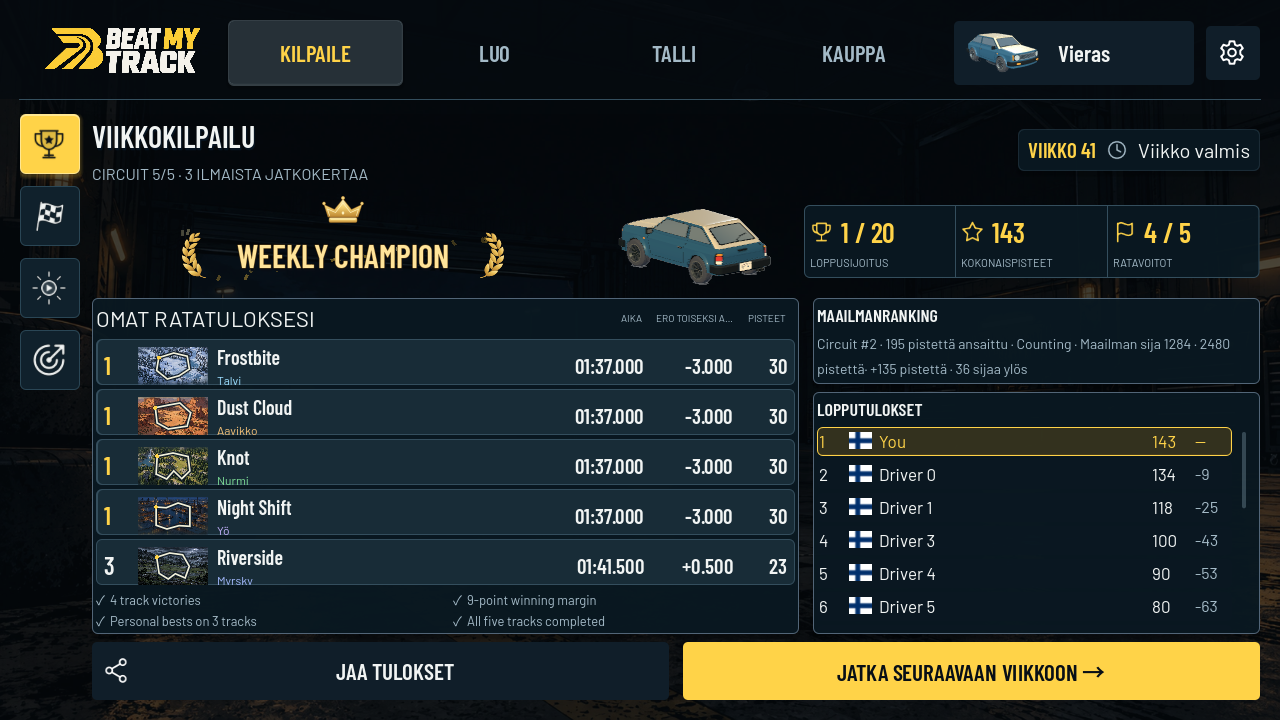 BEAT MY TRACK
KILPAILE
LUO
TALLI
KAUPPA
Vieras
VIIKKOKILPAILU
CIRCUIT 5/5 · 3 ILMAISTA JATKOKERTAA
VIIKKO 41 Viikko valmis
WEEKLY CHAMPION
1 / 20
LOPPUSIJOITUS
143
KOKONAISPISTEET
4 / 5
RATAVOITOT
OMAT RATATULOKSESI AIKA ERO TOISEKSI A... PISTEET
1 Frostbite 01:37.000 -3.000 30
Talvi
1 Dust Cloud 01:37.000 -3.000 30
Aavikko
1 Knot 01:37.000 -3.000 30
Nurmi
1 Night Shift 01:37.000 -3.000 30
Yö
3 Riverside 01:41.500 +0.500 23
Myrsky
✓ 4 track victories
✓ 9-point winning margin
✓ Personal bests on 3 tracks
✓ All five tracks completed
MAAILMANRANKING
Circuit #2 · 195 pistettä ansaittu · Counting · Maailman sija 1284 · 2480
pistettä· +135 pistettä · 36 sijaa ylös
LOPPUTULOKSET
1 You 143 –
2 Driver 0 134 -9
3 Driver 1 118 -25
4 Driver 3 100 -43
5 Driver 4 90 -53
6 Driver 5 80 -63
JAA TULOKSET
JATKA SEURAAVAAN VIIKKOON →